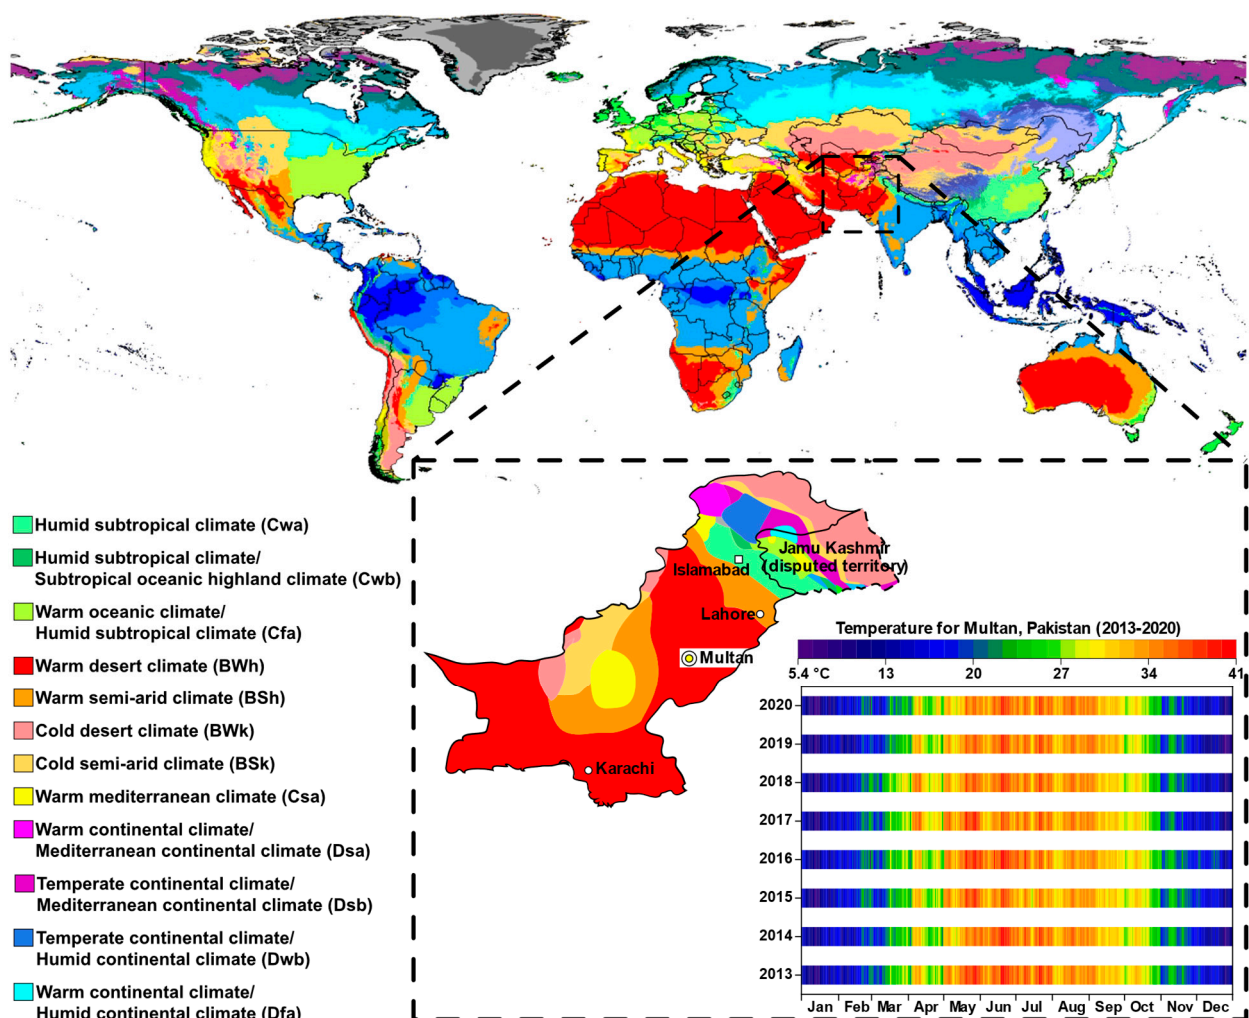 Humid subtropical climate (Cwa)
Humid subtropical climate/
Subtropical oceanic highland climate (Cwb)
Warm oceanic climate/
Humid subtropical climate (Cfa)
Warm desert climate (BWh)
Warm semi-arid climate (BSh)
Cold desert climate (BWk)
Cold semi-arid climate (BSk)
Warm mediterranean climate (Csa)
Warm continental climate/
Mediterranean continental climate (Dsa)
Temperate continental climate/
Mediterranean continental climate (Dsb)
Temperate continental climate/
Humid continental climate (Dwb)
Warm continental climate/
Humid continental climate (Dfa)
Jamu Kashmir
(disputed territory)
Islamabad
Lahore
Multan
Karachi
Temperature for Multan, Pakistan (2013-2020)
5.4 °C 13 20 27 34 41
2020
2019
2018
2017
2016
2015
2014
2013
Jan Feb Mar Apr May Jun Jul Aug Sep Oct Nov Dec